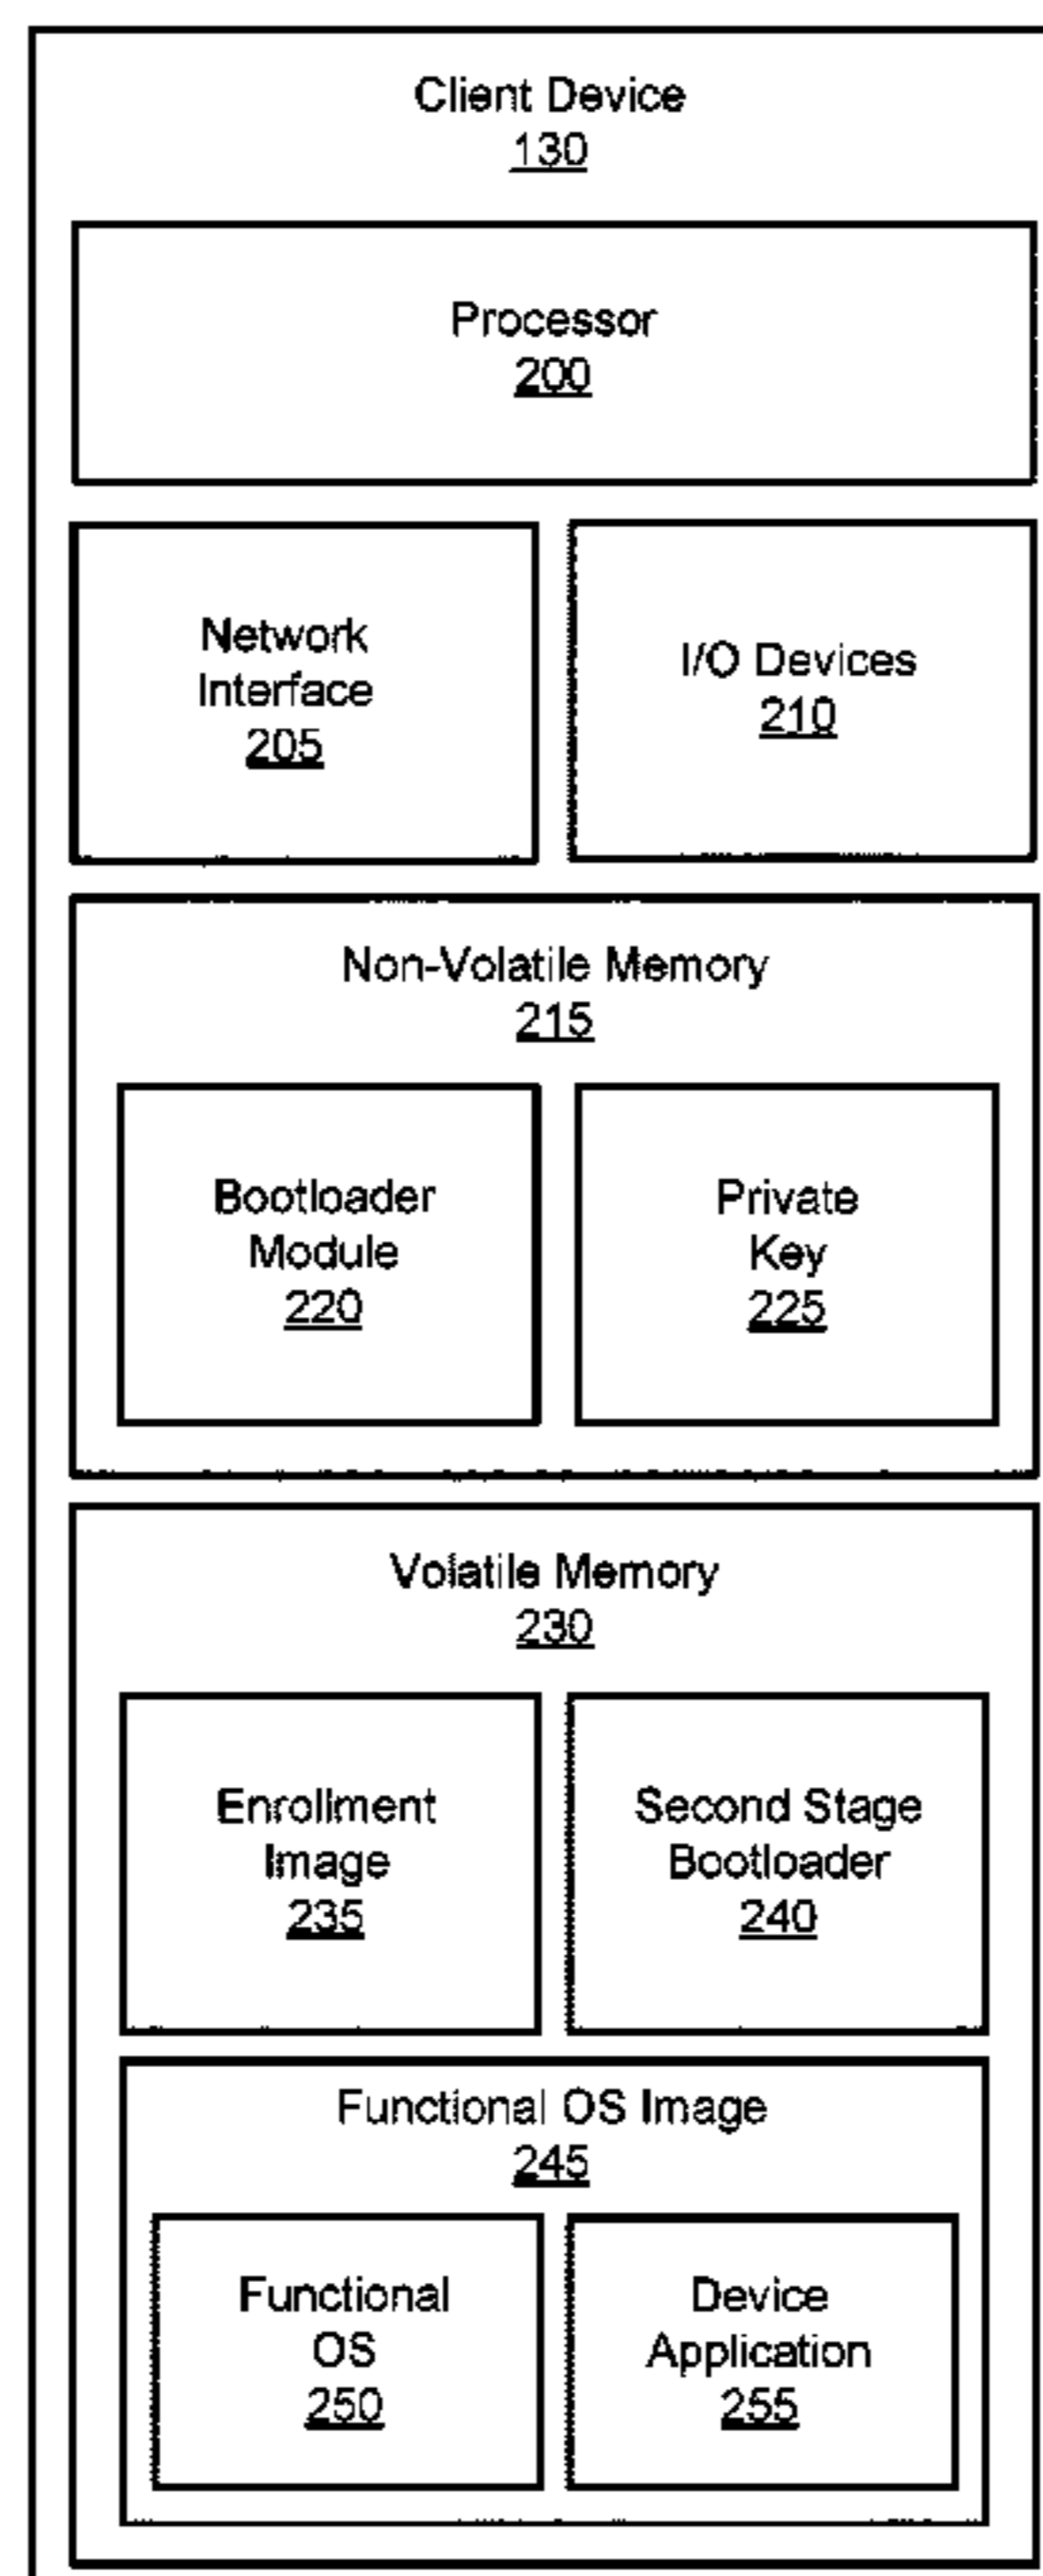 Client Device
130
Processor
200
Network
Interface
205
I/O Devices
210
Non-Volatile Memory
215
Bootloader
Module
220
Private
Key
225
Volatile Memory
230
Enrollment
Image
235
Second Stage
Bootloader
240
Functional OS Image
245
Functional
OS
250
Device
Application
255